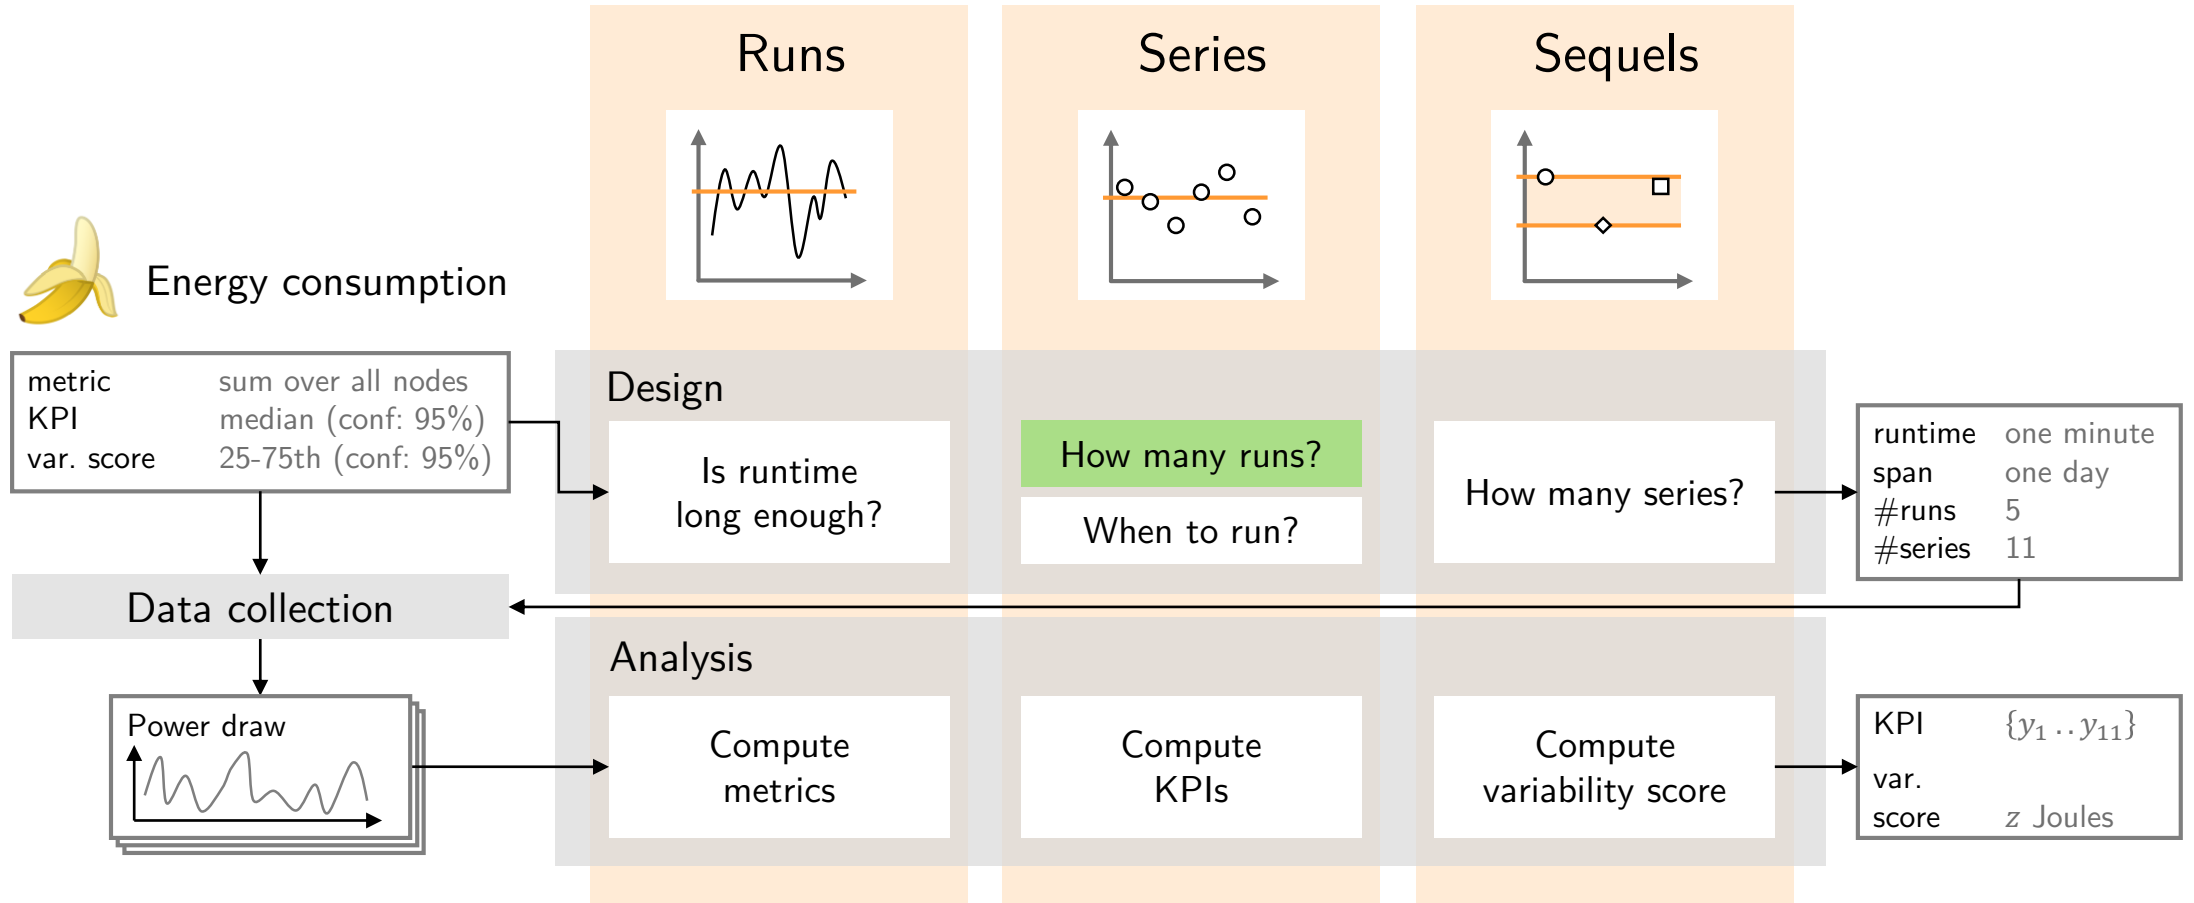 Runs
Series
Sequels
Energy consumption
metric sum over all nodes
KPI median (conf: 95%)
var. score 25-75th (conf: 95%)
Design
Is runtime
long enough?
How many runs?
When to run?
How many series?
runtime one minute
span one day
#runs 5
#series 11
Data collection
Analysis
Power draw
Compute
metrics
Compute
KPIs
Compute
variability score
KPI {y₁ .. y₁₁}
var.
score z Joules